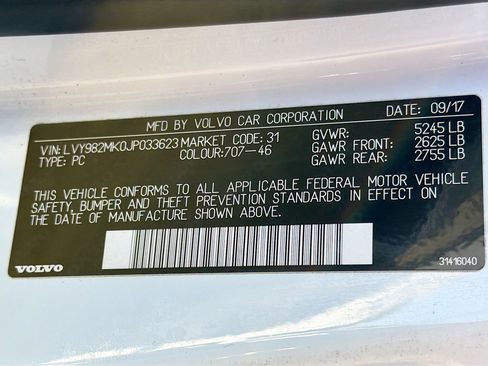 MFD BY VOLVO CAR CORPORATION DATE: 09/17
VIN: LVY982MK0JP033623 MARKET CODE: 31 GVWR: 5245 LB
TYPE: PC COLOUR:707-46 GAWR FRONT: 2625 LB
GAWR REAR: 2755 LB
THIS VEHICLE CONFORMS TO ALL APPLICABLE FEDERAL MOTOR VEHICLE
SAFETY, BUMPER AND THEFT PREVENTION STANDARDS IN EFFECT ON
THE DATE OF MANUFACTURE SHOWN ABOVE.
VOLVO 31416040